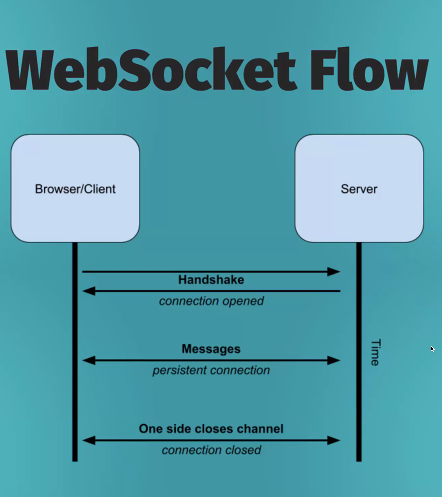 WebSocket Flow
Browser/Client
Server
Handshake
connection opened
Messages
persistent connection
Time
One side closes channel
connection closed